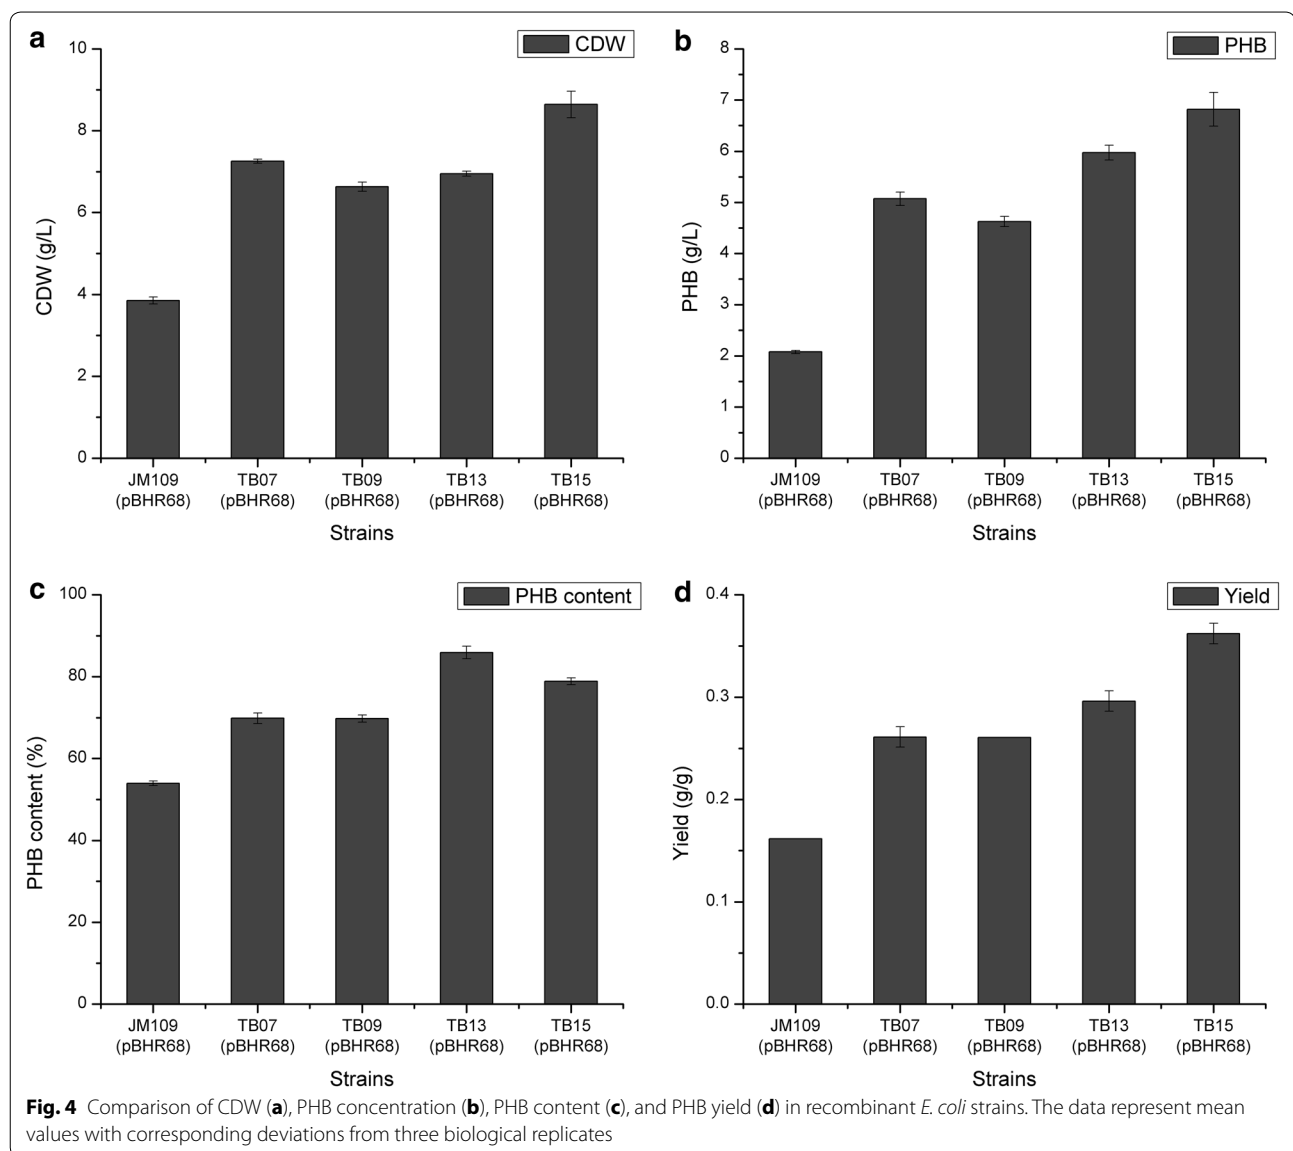 a
CDW
10
8
6
4
2
0
CDW (g/L)
JM109 TB07 TB09 TB13 TB15
(pBHR68) (pBHR68) (pBHR68) (pBHR68) (pBHR68)
Strains
b
PHB
8
7
6
5
4
3
2
1
0
PHB (g/L)
JM109 TB07 TB09 TB13 TB15
(pBHR68) (pBHR68) (pBHR68) (pBHR68) (pBHR68)
Strains
c
PHB content
100
80
60
40
20
0
PHB content (%)
JM109 TB07 TB09 TB13 TB15
(pBHR68) (pBHR68) (pBHR68) (pBHR68) (pBHR68)
Strains
d
Yield
0.4
0.3
0.2
0.1
0.0
Yield (g/g)
JM109 TB07 TB09 TB13 TB15
(pBHR68) (pBHR68) (pBHR68) (pBHR68) (pBHR68)
Strains
Fig. 4 Comparison of CDW (a), PHB concentration (b), PHB content (c), and PHB yield (d) in recombinant E. coli strains. The data represent mean
values with corresponding deviations from three biological replicates